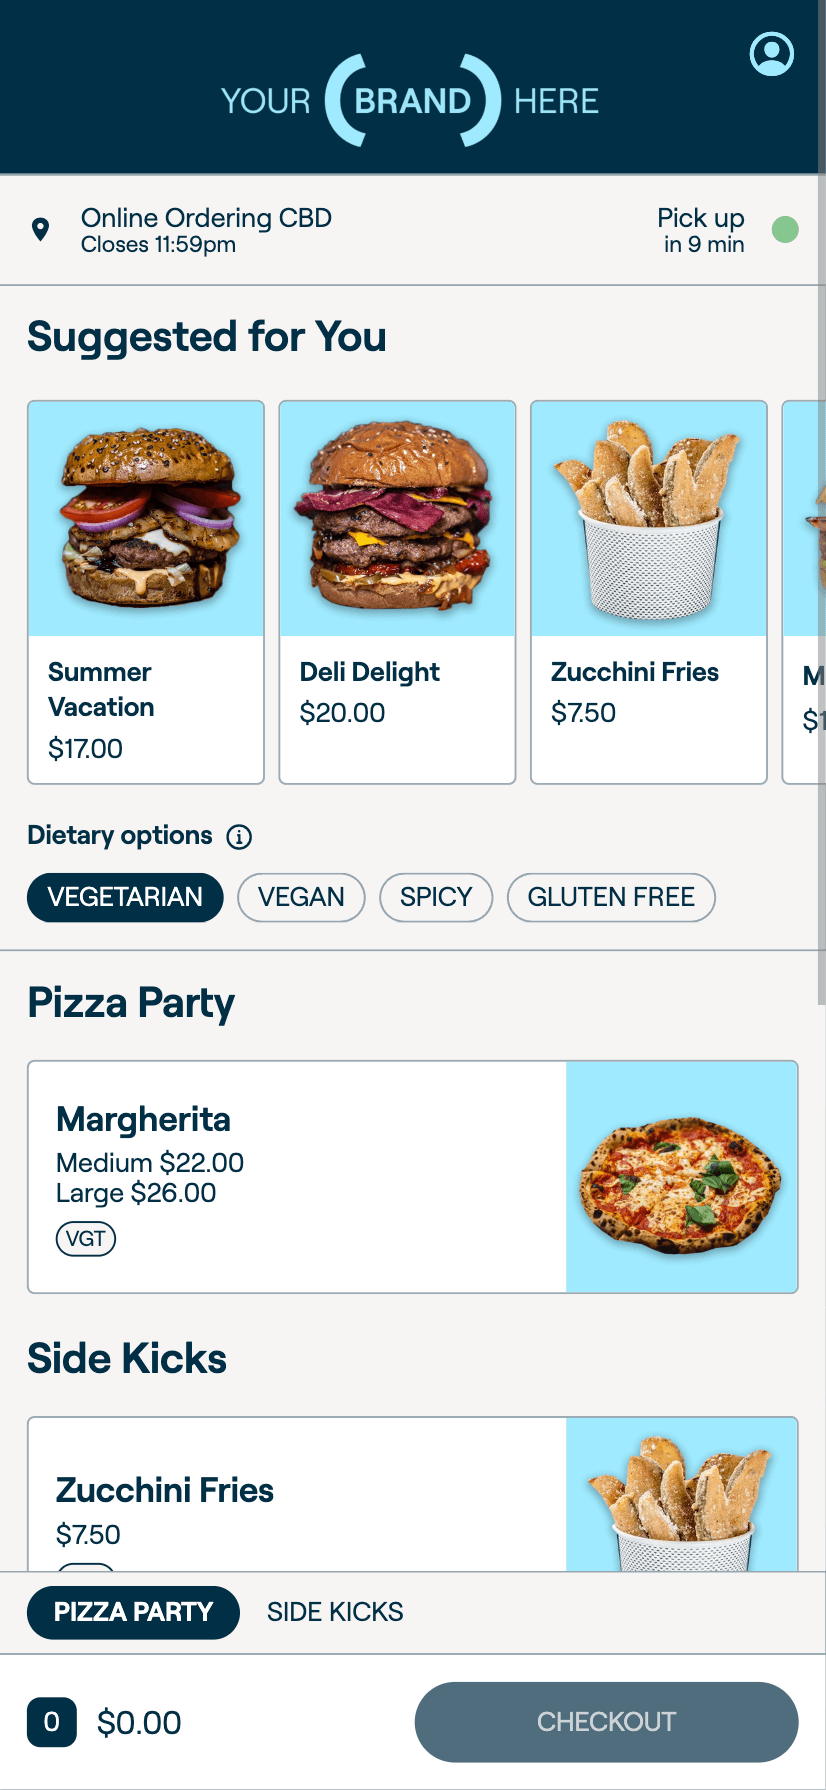 YOUR (BRAND) HERE
Online Ordering CBD
Closes 11:59pm
Pick up
in 9 min
Suggested for You
Summer
Vacation
$17.00
Deli Delight
$20.00
Zucchini Fries
$7.50
M
$1
Dietary options
VEGETARIAN
VEGAN
SPICY
GLUTEN FREE
Pizza Party
Margherita
Medium $22.00
Large $26.00
VGT
Side Kicks
Zucchini Fries
$7.50
PIZZA PARTY
SIDE KICKS
0
$0.00
CHECKOUT